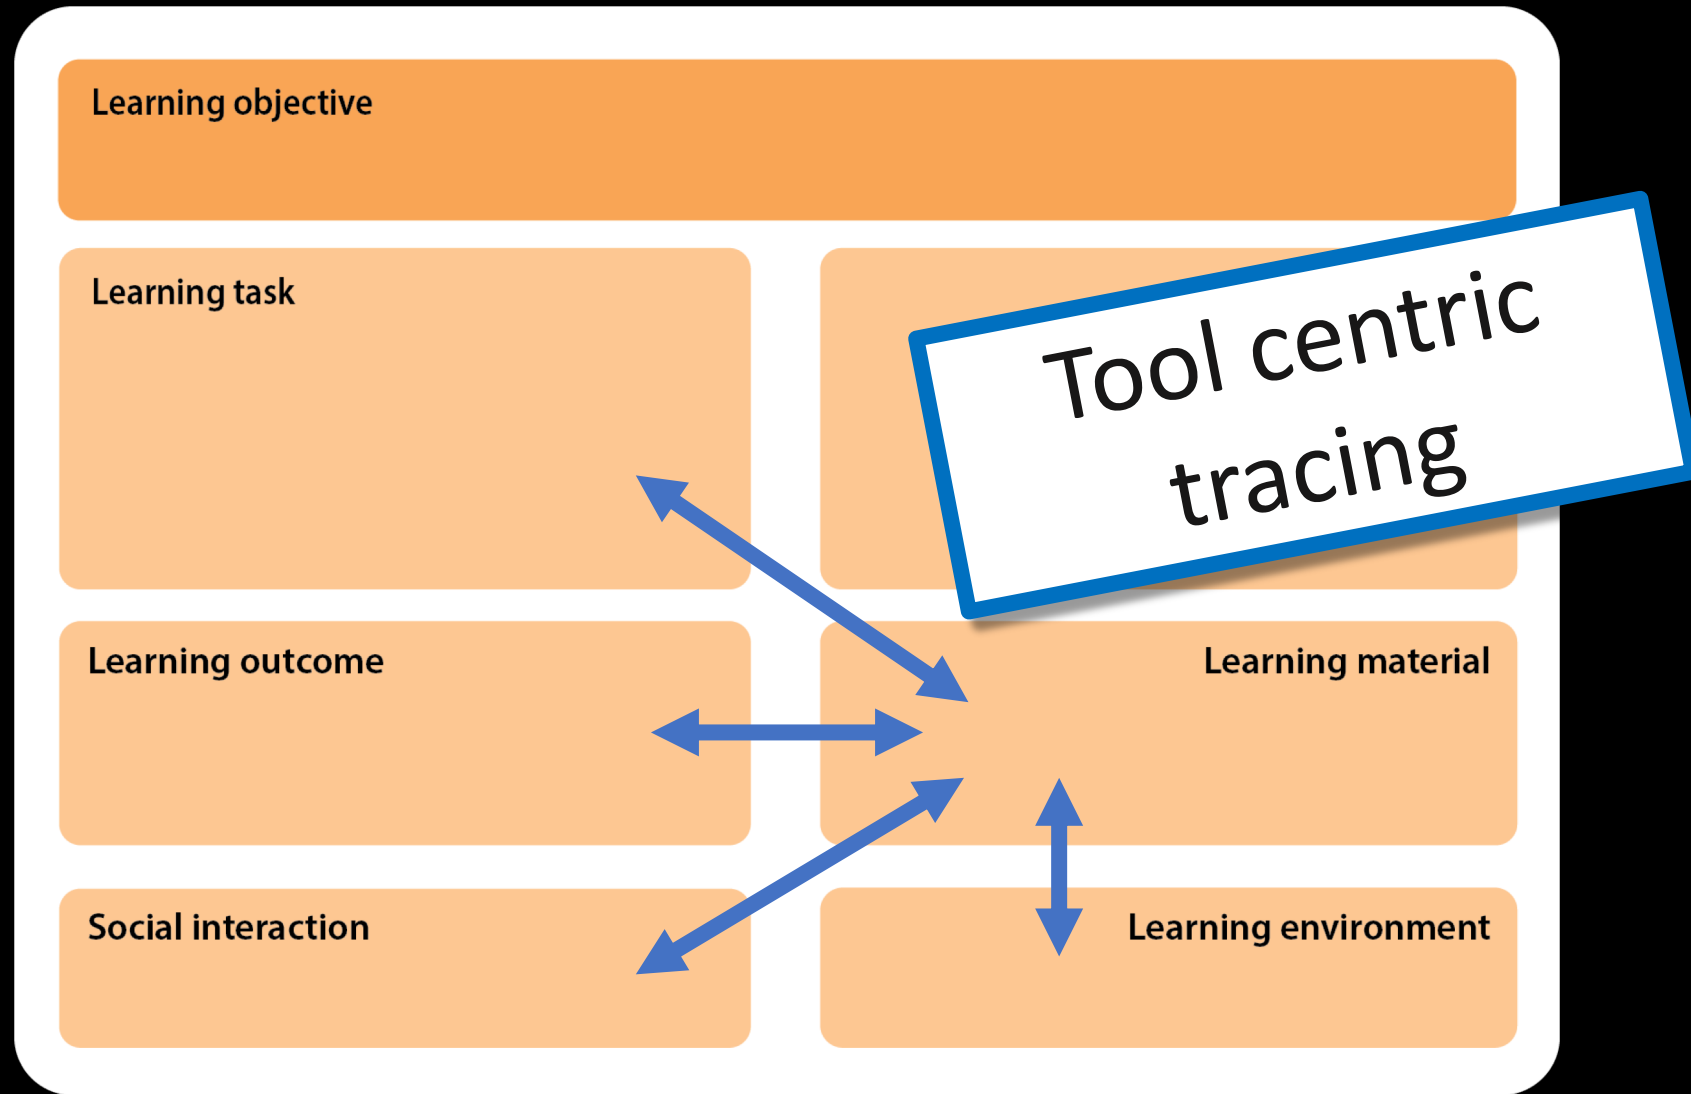 Learning objective
Learning task
Tool centric
tracing
Learning outcome
Learning material
Social interaction
Learning environment